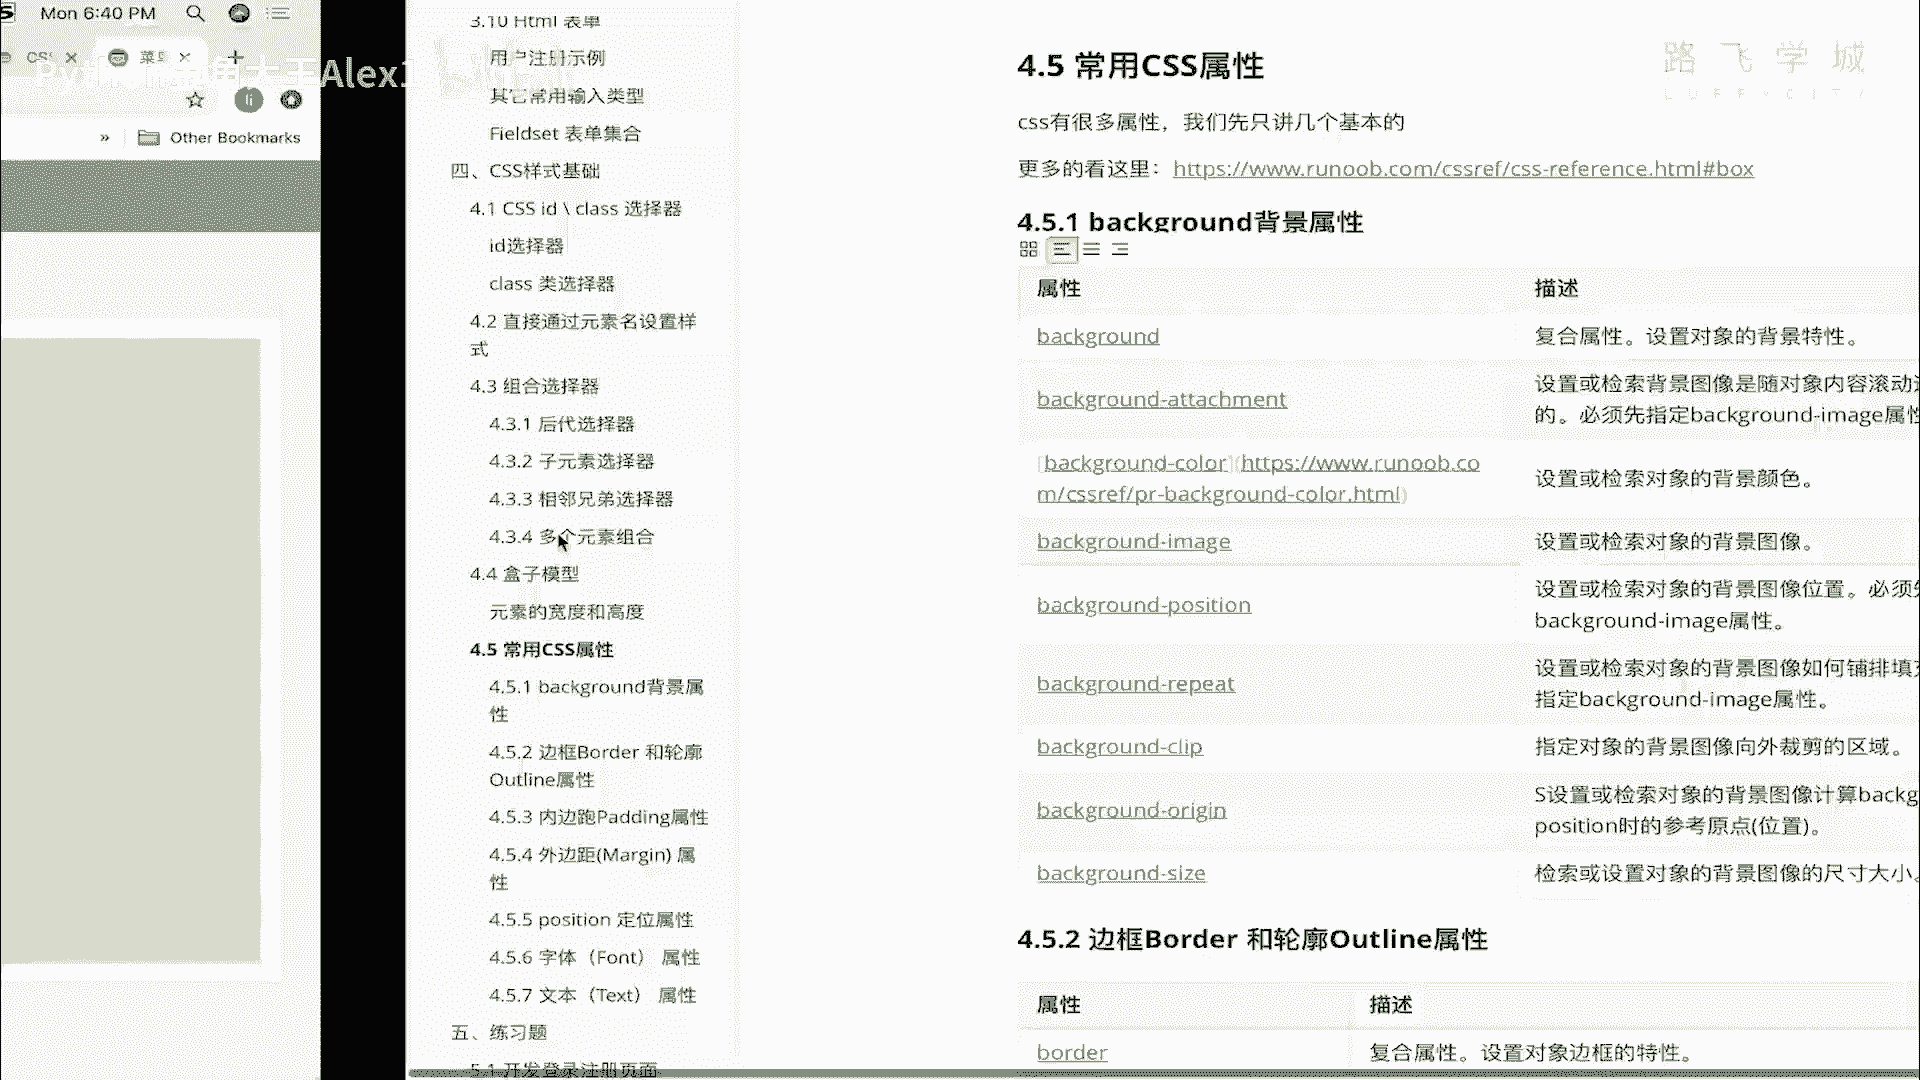 Mon 6:40 PM
CSS
菜单
大王Alex1
路飞学城
LUFFYCITY
Other Bookmarks
3.10 Html 表单
用户注册示例
其它常用输入类型
Fieldset 表单集合
四、CSS样式基础
4.1 CSS id \ class 选择器
id选择器
class 类选择器
4.2 直接通过元素名设置样
式
4.3 组合选择器
4.3.1 后代选择器
4.3.2 子元素选择器
4.3.3 相邻兄弟选择器
4.3.4 多个元素组合
4.4 盒子模型
元素的宽度和高度
4.5 常用CSS属性
4.5.1 background背景属
性
4.5.2 边框Border 和轮廓
Outline属性
4.5.3 内边跑Padding属性
4.5.4 外边距(Margin) 属
性
4.5.5 position 定位属性
4.5.6 字体（Font） 属性
4.5.7 文本（Text） 属性
五、练习题
5.1 开发登录注册页面
4.5 常用CSS属性
css有很多属性，我们先只讲几个基本的
更多的看这里：https://www.runoob.com/cssref/css-reference.html#box
4.5.1 background背景属性
属性 描述
background 复合属性。设置对象的背景特性。
background-attachment 设置或检索背景图像是随对象内容滚动
的。必须先指定background-image属性
[background-color](https://www.runoob.co
m/cssref/pr-background-color.html) 设置或检索对象的背景颜色。
background-image 设置或检索对象的背景图像。
background-position 设置或检索对象的背景图像位置。必须
background-image属性。
background-repeat 设置或检索对象的背景图像如何铺排填
指定background-image属性。
background-clip 指定对象的背景图像向外裁剪的区域。
background-origin S设置或检索对象的背景图像计算backg
position时的参考原点(位置)。
background-size 检索或设置对象的背景图像的尺寸大小。
4.5.2 边框Border 和轮廓Outline属性
属性 描述
border 复合属性。设置对象边框的特性。